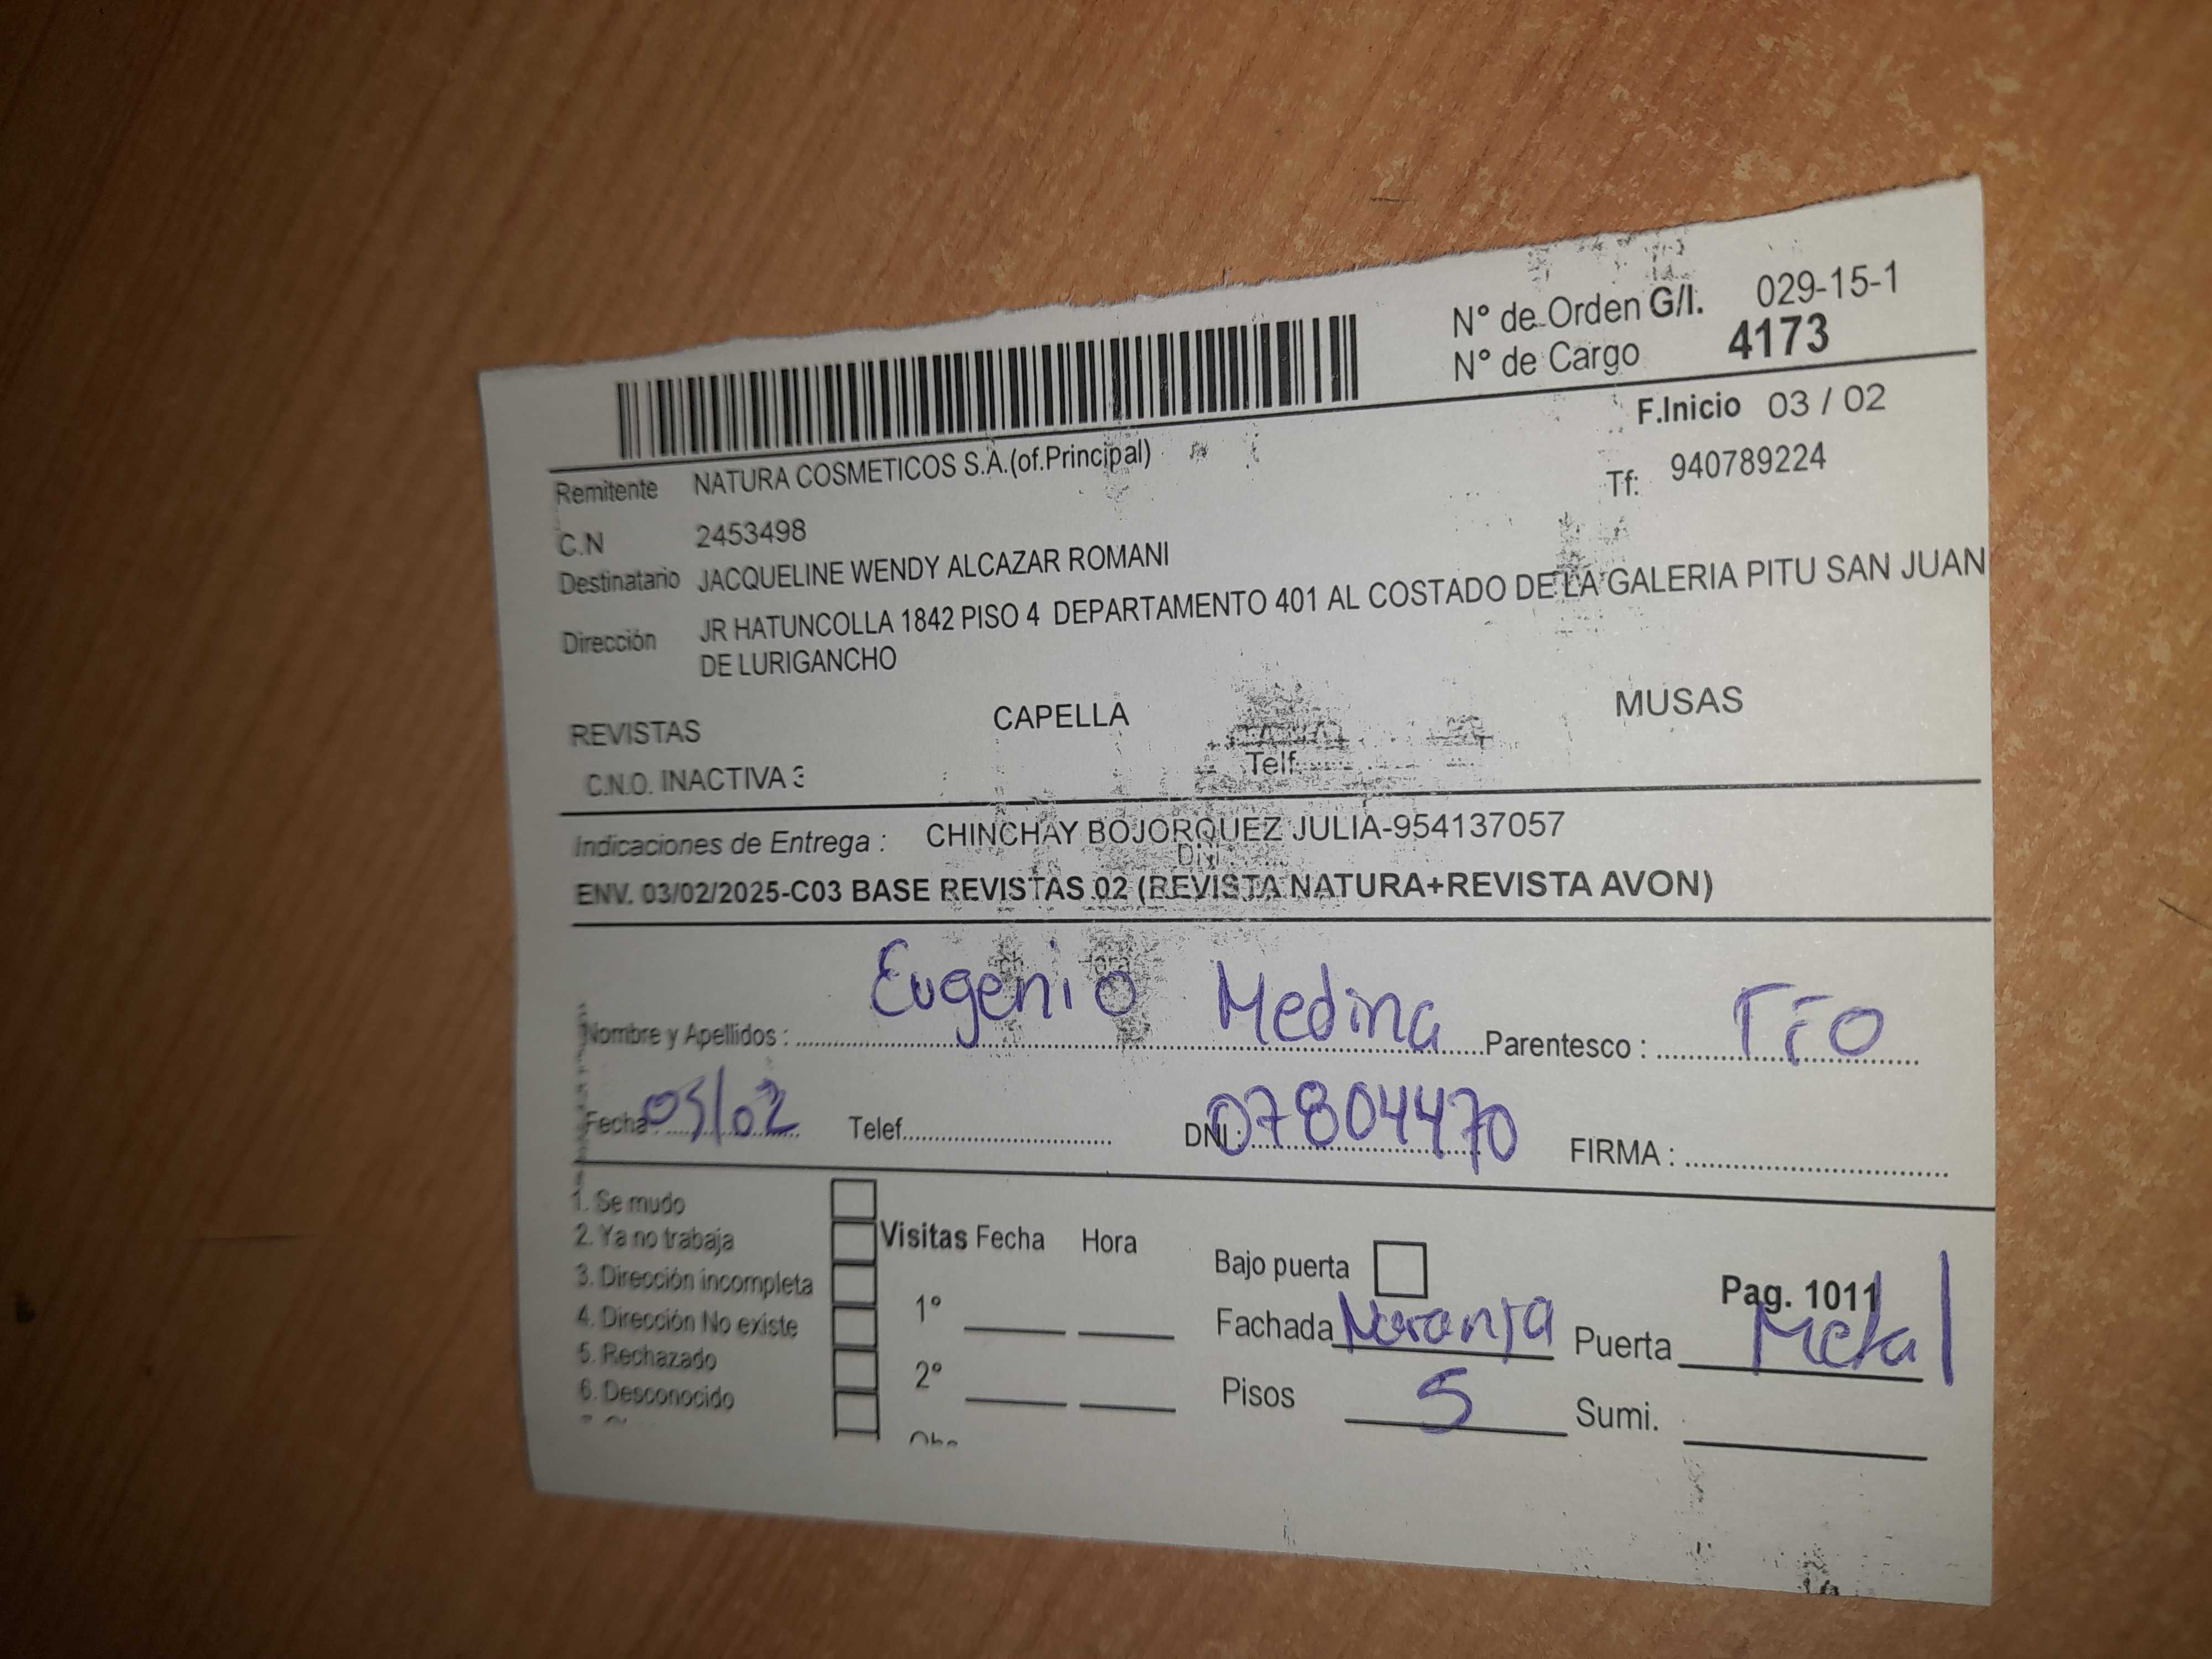 N° de Orden G/I. 029-15-1
N° de Cargo 4173
F.Inicio 03 / 02
Remitente NATURA COSMETICOS S.A.(of.Principal)
Tf: 940789224
C.N 2453498
Destinatario JACQUELINE WENDY ALCAZAR ROMANI
Dirección JR HATUNCOLLA 1842 PISO 4 DEPARTAMENTO 401 AL COSTADO DE LA GALERIA PITU SAN JUAN
DE LURIGANCHO
REVISTAS CAPELLA MUSAS
C.N.O. INACTIVA 3 Telf.
Indicaciones de Entrega : CHINCHAY BOJORQUEZ JULIA-954137057
DNI
ENV. 03/02/2025-C03 BASE REVISTAS 02 (REVISTA NATURA+REVISTA AVON)
Nombre y Apellidos : Eugenio Medina Parentesco : Tío
Fecha: 05/02 Telef. DNI : 07804470 FIRMA :
1. Se mudo
2. Ya no trabaja
3. Dirección incompleta
4. Dirección No existe
5. Rechazado
6. Desconocido
Visitas Fecha Hora
1°
2°
Bajo puerta
Pag. 1011
Fachada Naranja Puerta Metal
Pisos 5 Sumi.